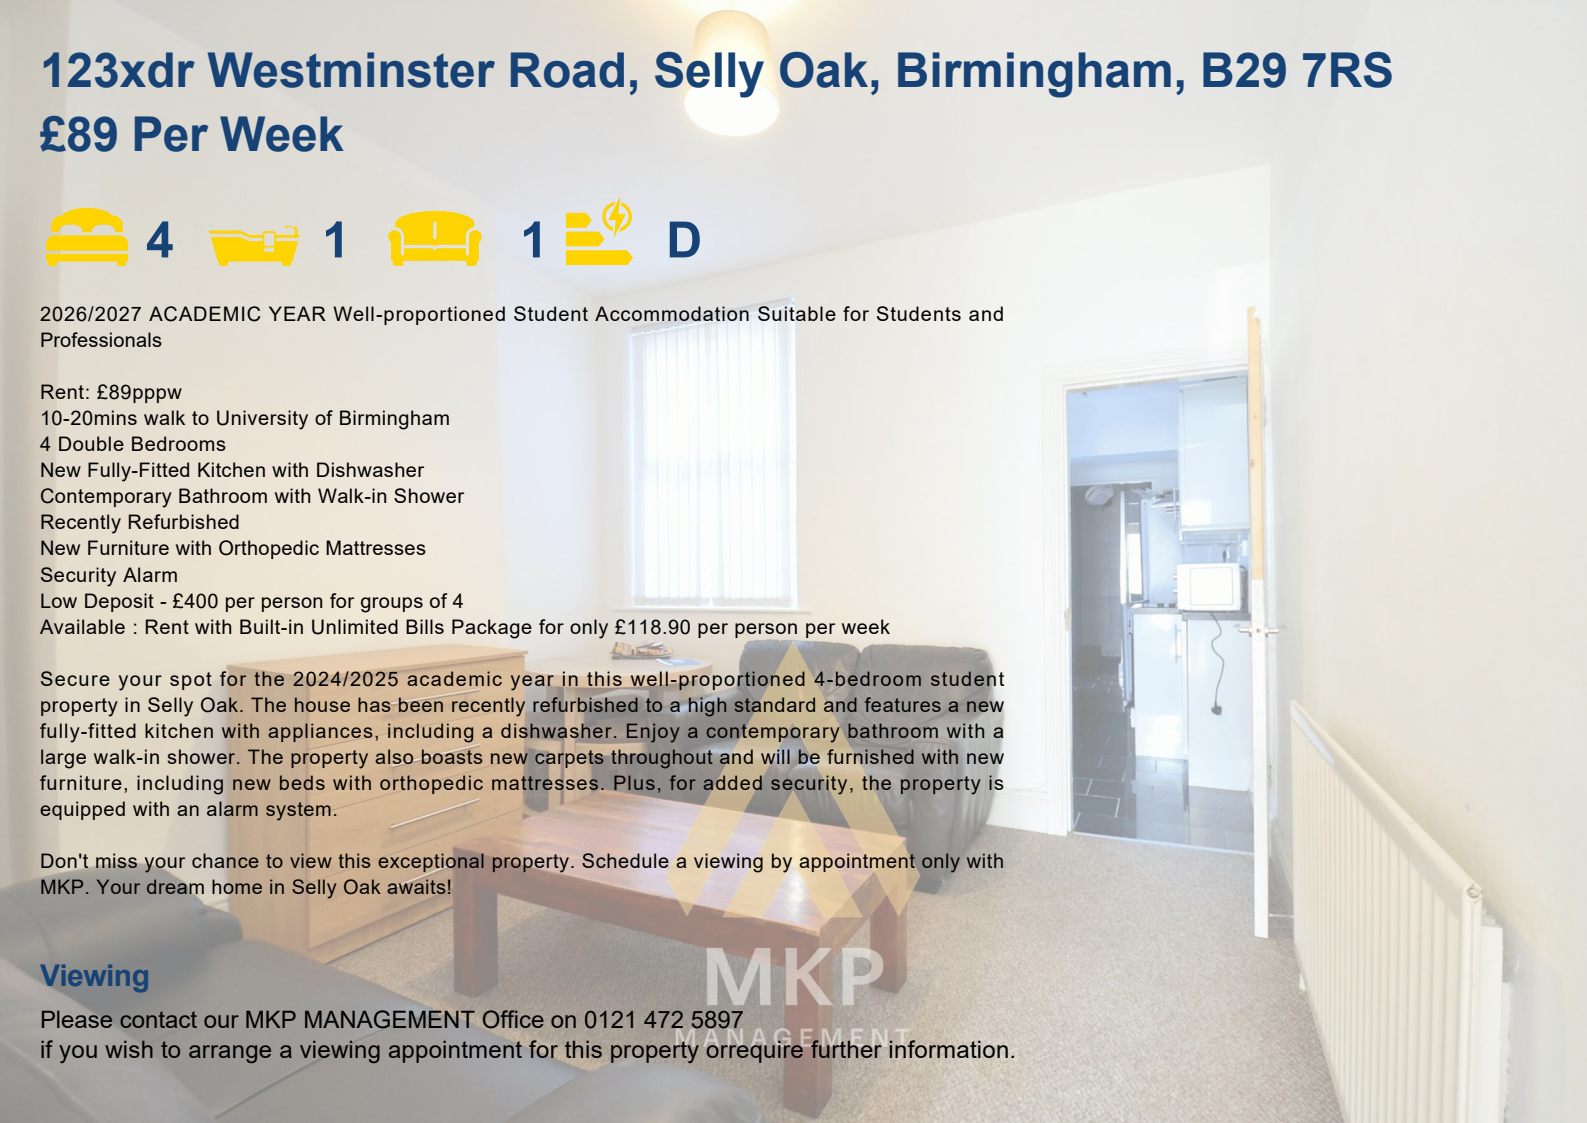 123xdr Westminster Road, Selly Oak, Birmingham, B29 7RS
£89 Per Week
4 1 1 D
2026/2027 ACADEMIC YEAR Well-proportioned Student Accommodation Suitable for Students and
Professionals
Rent: £89pppw
10-20mins walk to University of Birmingham
4 Double Bedrooms
New Fully-Fitted Kitchen with Dishwasher
Contemporary Bathroom with Walk-in Shower
Recently Refurbished
New Furniture with Orthopedic Mattresses
Security Alarm
Low Deposit - £400 per person for groups of 4
Available : Rent with Built-in Unlimited Bills Package for only £118.90 per person per week
Secure your spot for the 2024/2025 academic year in this well-proportioned 4-bedroom student
property in Selly Oak. The house has been recently refurbished to a high standard and features a new
fully-fitted kitchen with appliances, including a dishwasher. Enjoy a contemporary bathroom with a
large walk-in shower. The property also boasts new carpets throughout and will be furnished with new
furniture, including new beds with orthopedic mattresses. Plus, for added security, the property is
equipped with an alarm system.
Don't miss your chance to view this exceptional property. Schedule a viewing by appointment only with
MKP. Your dream home in Selly Oak awaits!
Viewing
MKP
Please contact our MKP MANAGEMENT Office on 0121 472 5897
MANAGEMENT
if you wish to arrange a viewing appointment for this property orrequire further information.